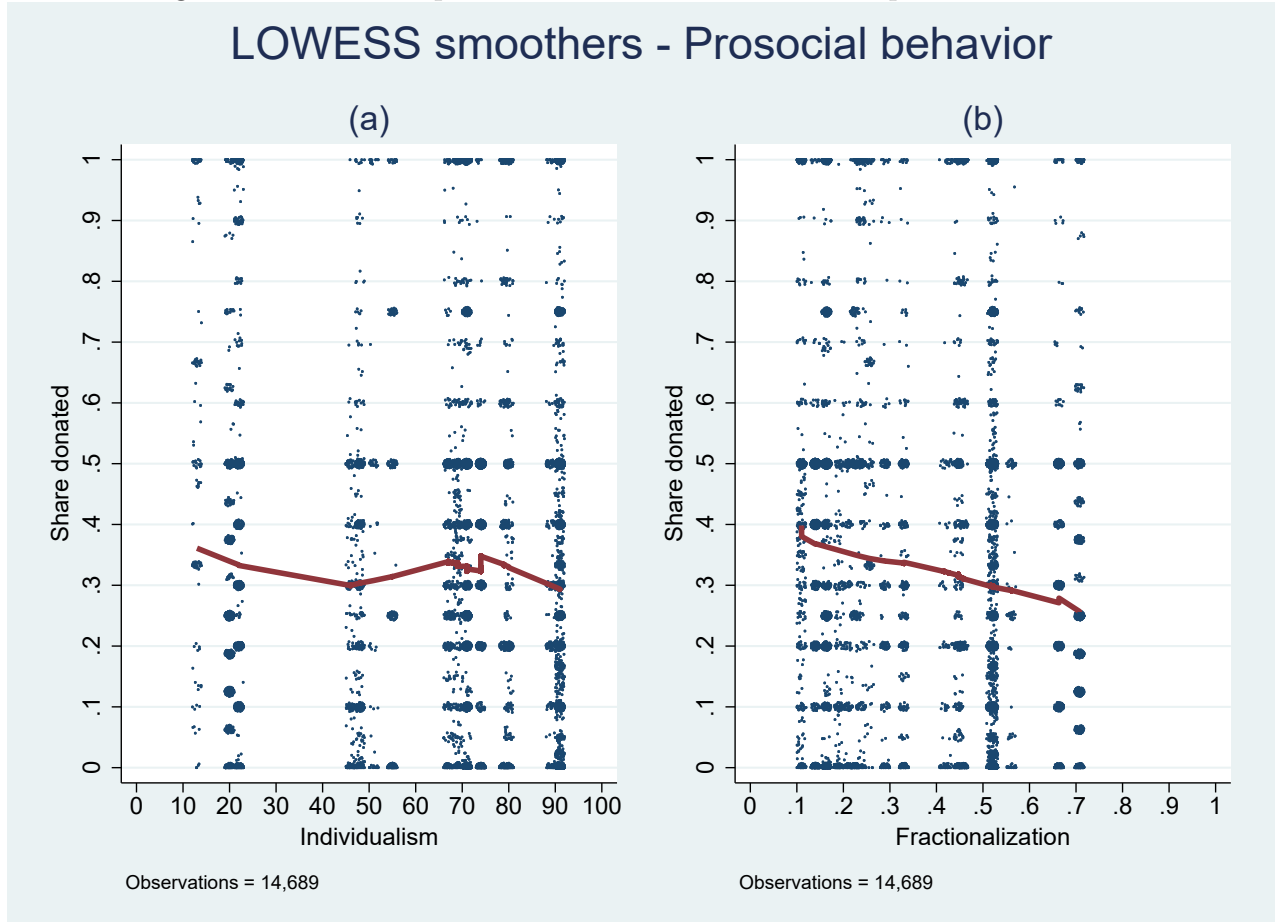 LOWESS smoothers - Prosocial behavior
(a)
Share donated
1
.9
.8
.7
.6
.5
.4
.3
.2
.1
0
0 10 20 30 40 50 60 70 80 90 100
Individualism
Observations = 14,689
(b)
Share donated
1
.9
.8
.7
.6
.5
.4
.3
.2
.1
0
0 .1 .2 .3 .4 .5 .6 .7 .8 .9 1
Fractionalization
Observations = 14,689